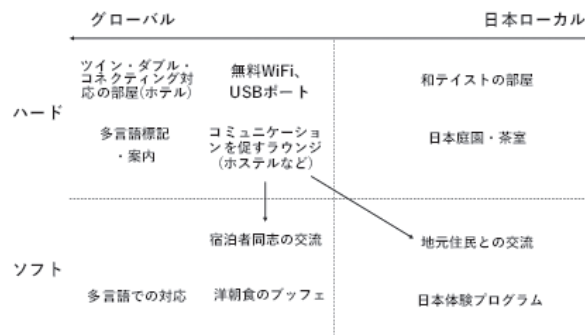 グローバル
日本ローカル
ハード
ツイン・ダブル・
コネクティング対
応の部屋(ホテル)
無料WiFi、
USBポート
和テイストの部屋
多言語標記
・案内
コミュニケーショ
ンを促すラウンジ
(ホステルなど)
日本庭園・茶室
ソフト
宿泊者同志の交流
地元住民との交流
多言語での対応
洋朝食のブッフェ
日本体験プログラム